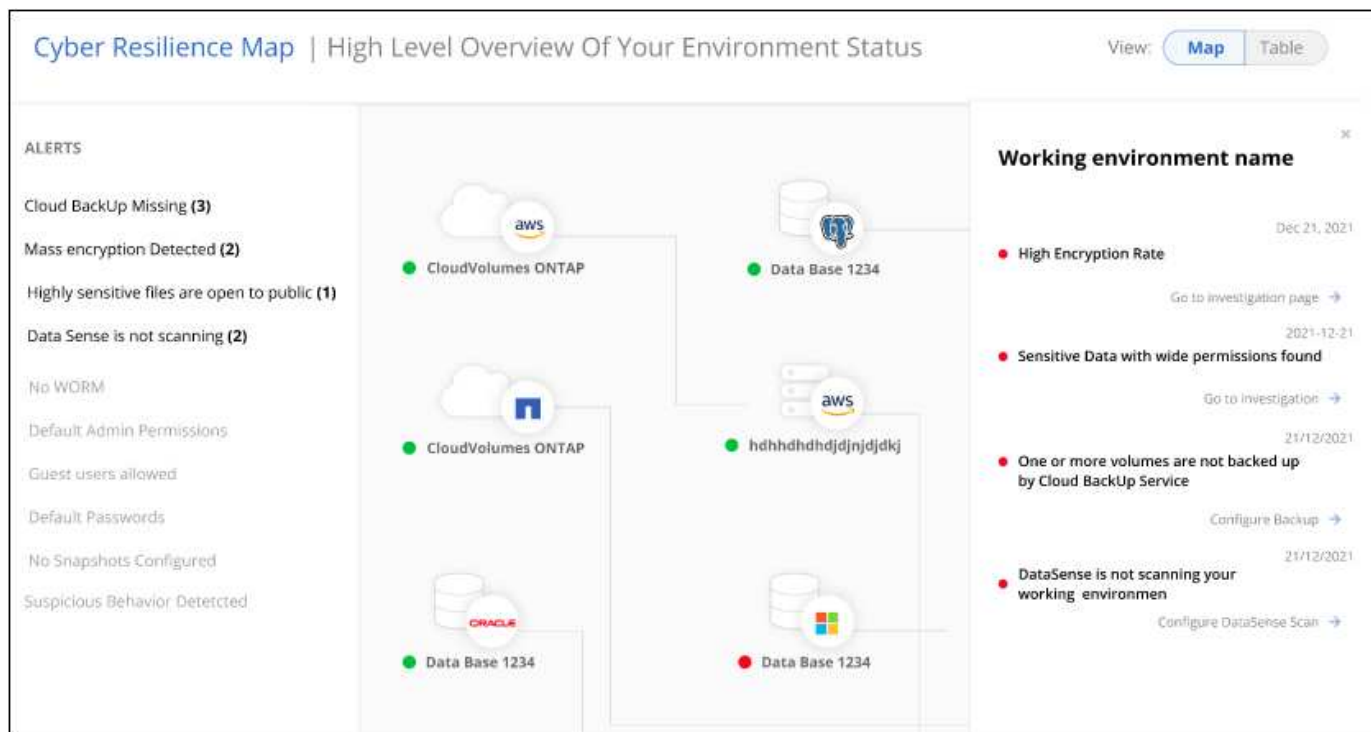 Cyber Resilience Map | High Level Overview Of Your Environment Status
View: Map Table
ALERTS
Cloud BackUp Missing (3)
Mass encryption Detected (2)
Highly sensitive files are open to public (1)
Data Sense is not scanning (2)
No WORM
Default Admin Permissions
Guest users allowed
Default Passwords
No Snapshots Configured
Suspicious Behavior Detetcted
aws
CloudVolumes ONTAP
Data Base 1234
CloudVolumes ONTAP
aws
hdhhdhdhdjdjnjdjdkj
ORACLE
Data Base 1234
Data Base 1234
Working environment name
Dec 21, 2021
High Encryption Rate
Go to investigation page →
2021-12-21
Sensitive Data with wide permissions found
Go to investigation →
21/12/2021
One or more volumes are not backed up
by Cloud BackUp Service
Configure Backup →
21/12/2021
DataSense is not scanning your
working environmen
Configure DataSense Scan →